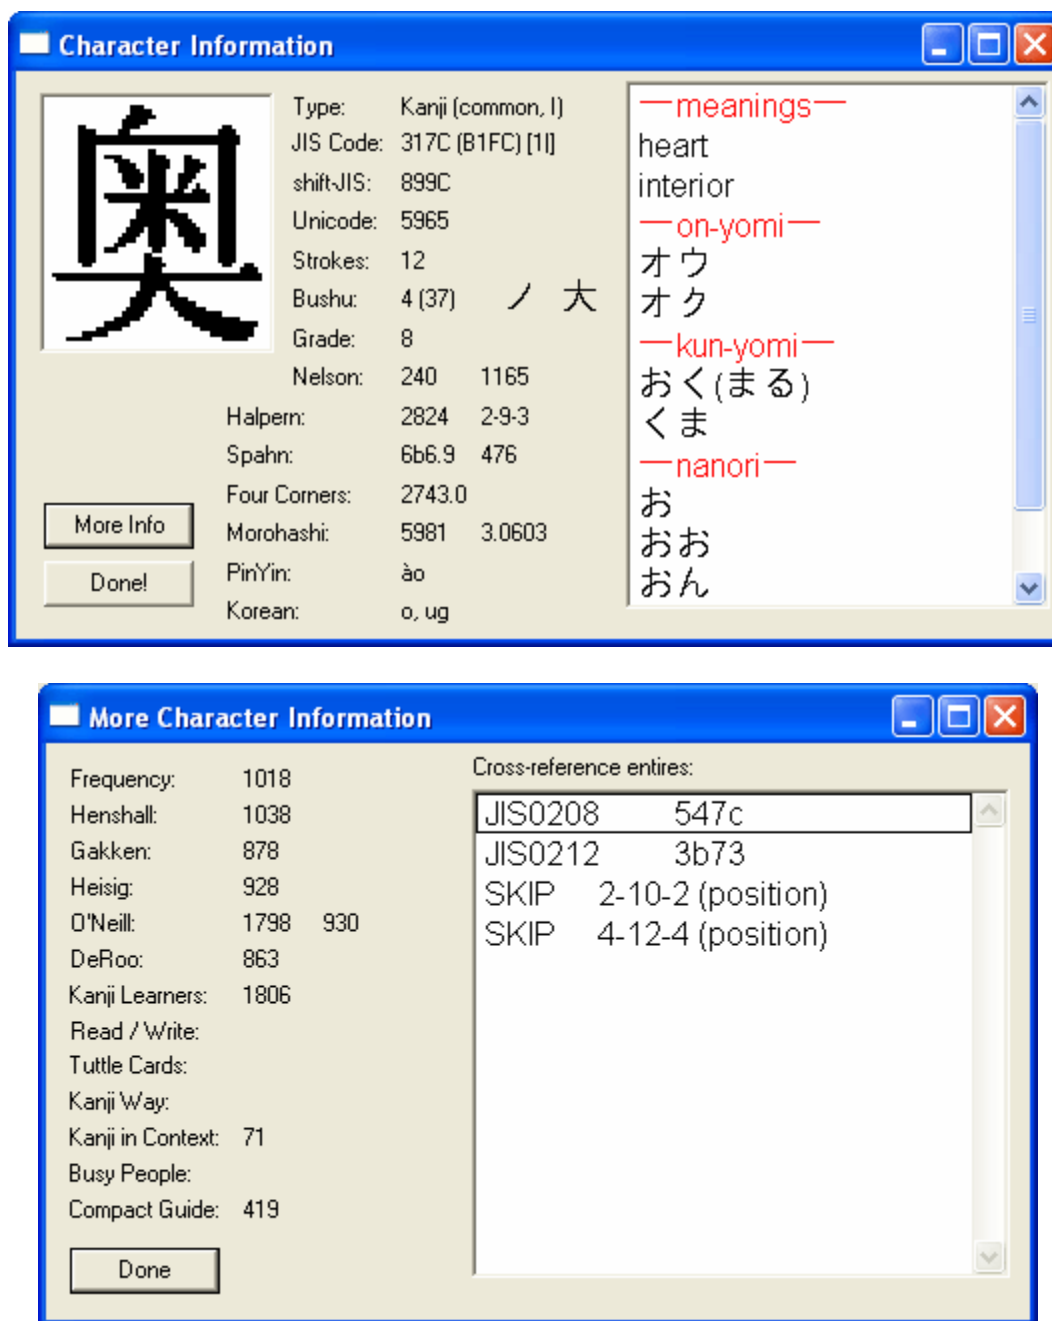 Character Information
奥
Type: Kanji (common, I)
JIS Code: 317C (B1FC) [1I]
shift-JIS: 899C
Unicode: 5965
Strokes: 12
Bushu: 4 (37) ノ 大
Grade: 8
Nelson: 240 1165
Halpern: 2824 2-9-3
Spahn: 6b6.9 476
Four Corners: 2743.0
Morohashi: 5981 3.0603
PinYin: ào
Korean: o, ug
More Info
Done!
—meanings—
heart
interior
—on-yomi—
オウ
オク
—kun-yomi—
おく(まる)
くま
—nanori—
お
おお
おん
More Character Information
Frequency: 1018
Henshall: 1038
Gakken: 878
Heisig: 928
O'Neill: 1798 930
DeRoo: 863
Kanji Learners: 1806
Read / Write:
Tuttle Cards:
Kanji Way:
Kanji in Context: 71
Busy People:
Compact Guide: 419
Done
Cross-reference entires:
JIS0208 547c
JIS0212 3b73
SKIP 2-10-2 (position)
SKIP 4-12-4 (position)